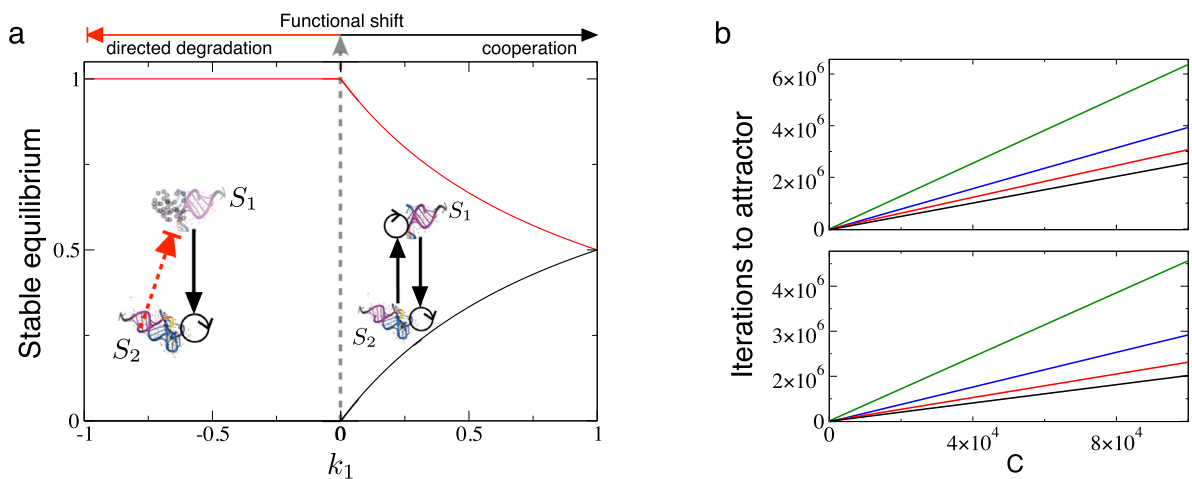 a
Functional shift
directed degradation
cooperation
Stable equilibrium
1
0.5
0
-1
-0.5
0
0.5
1
k1
S1
S2
S1
S2
b
Iterations to attractor
6×10^6
4×10^6
2×10^6
0
4×10^6
2×10^6
0
0
4×10^4
8×10^4
C